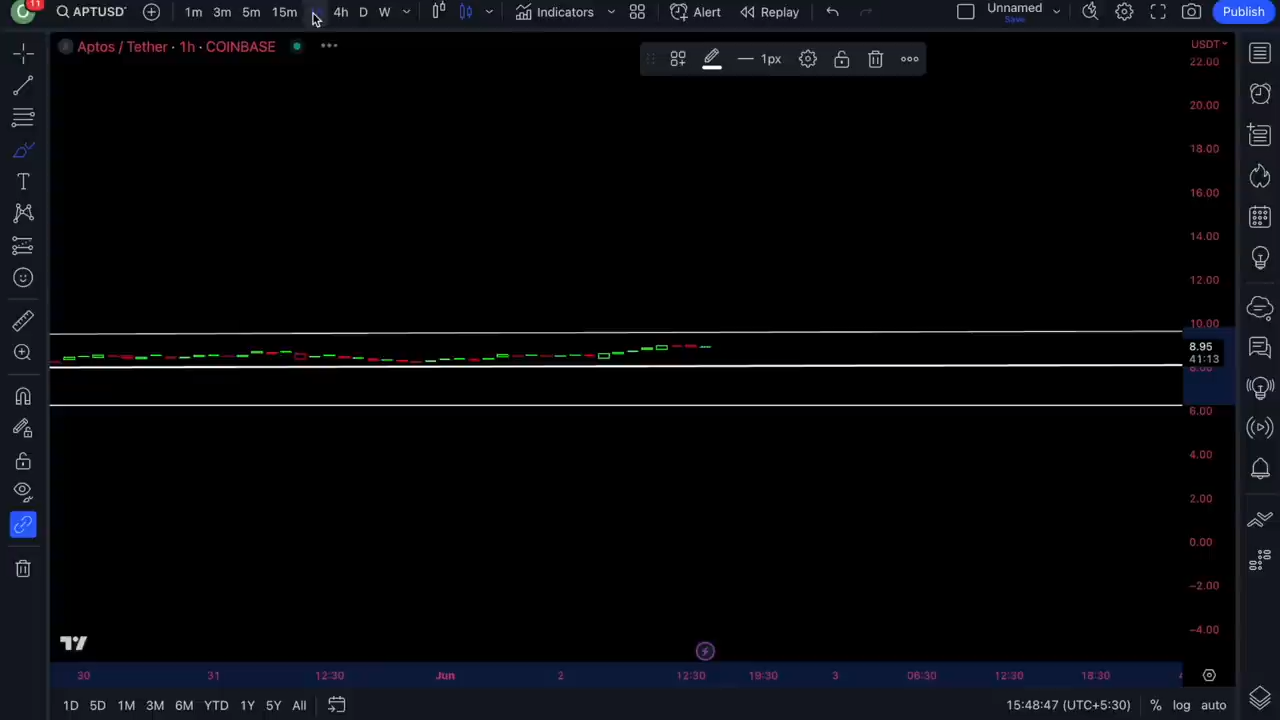 11
APTUSD
1m 3m 5m 15m 4h D W
Indicators
Alert
Replay
Unnamed
Save
Publish
Aptos / Tether · 1h · COINBASE
1px
USDT
22.00
20.00
18.00
16.00
14.00
12.00
10.00
8.95
41:13
8.00
6.00
4.00
2.00
0.00
−2.00
−4.00
30 31 12:30 Jun 2 12:30 19:30 3 06:30 12:30 18:30
1D 5D 1M 3M 6M YTD 1Y 5Y All
15:48:47 (UTC+5:30) % log auto